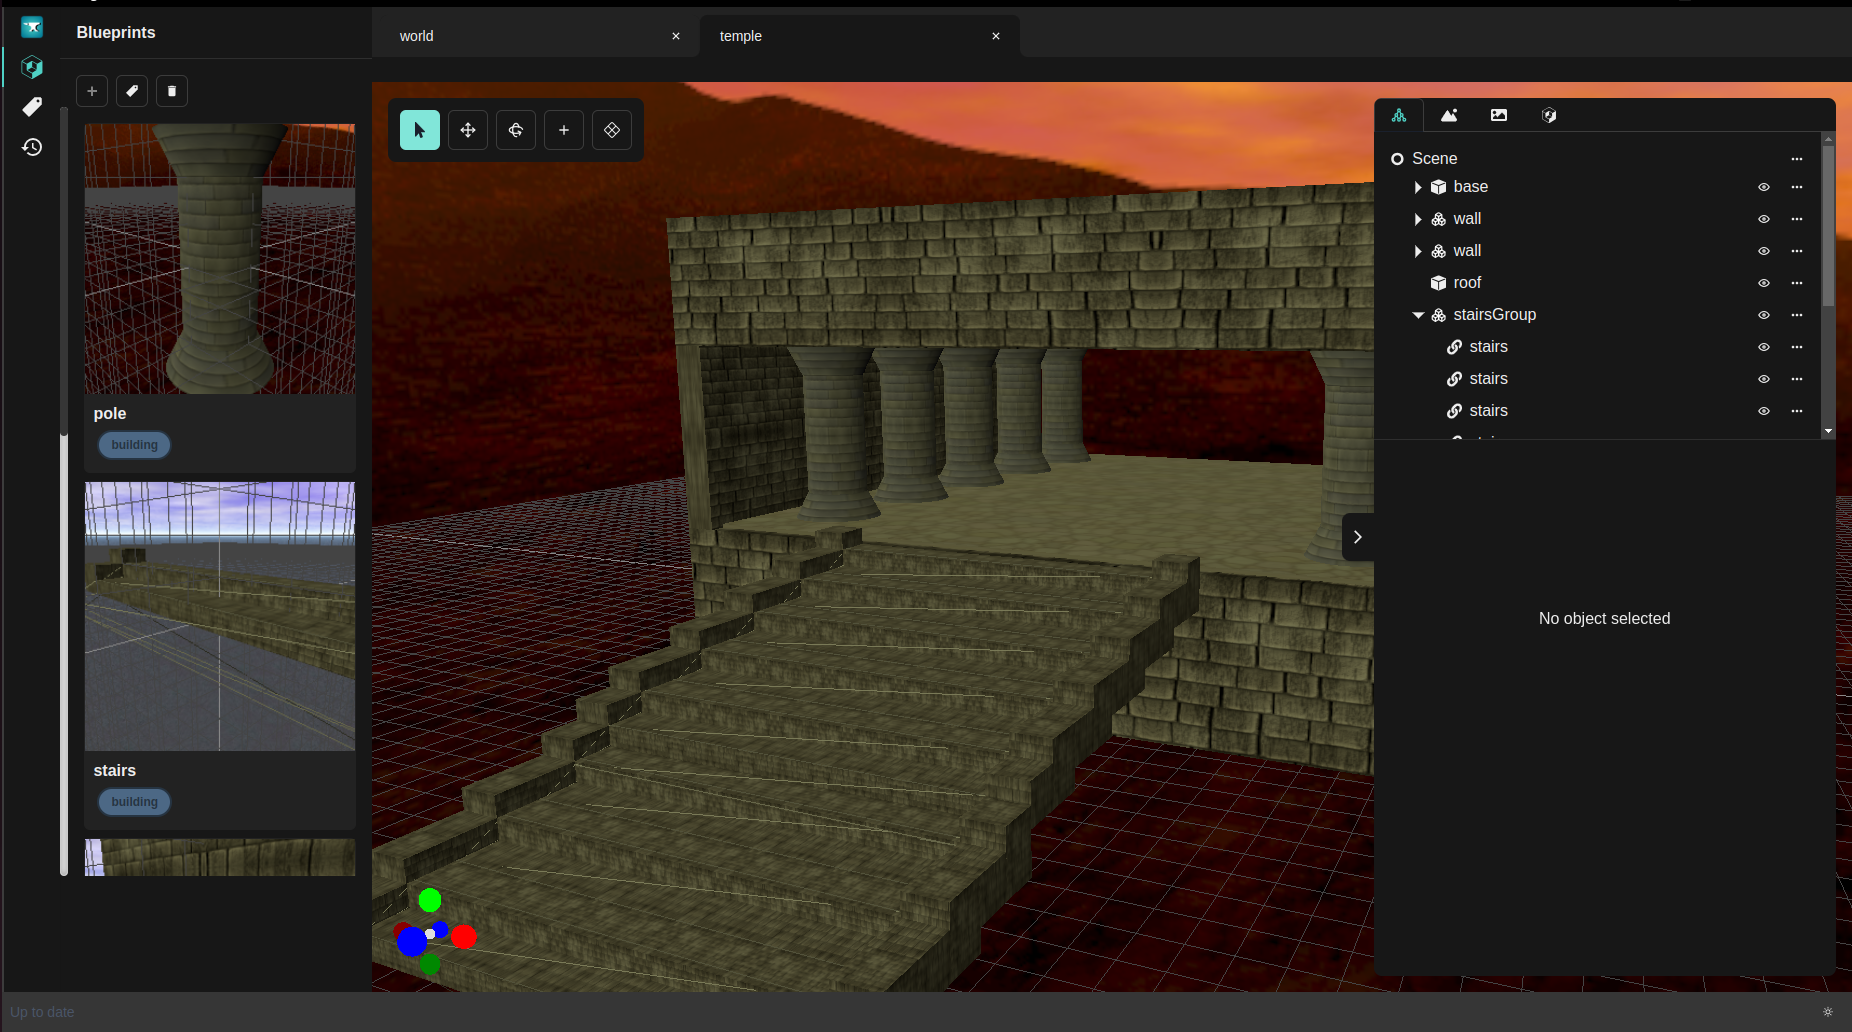 Blueprints
world
temple
pole
building
stairs
building
Scene
base
wall
wall
roof
stairsGroup
stairs
stairs
stairs
No object selected
Up to date